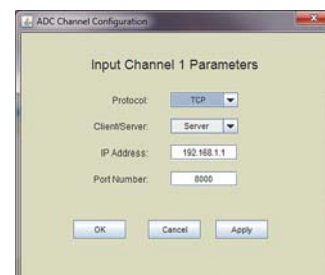 ADC Channel Configuration
Input Channel 1 Parameters
Protocol: TCP
Client/Server: Server
IP Address: 192.168.1.1
Port Number: 8000
OK Cancel Apply